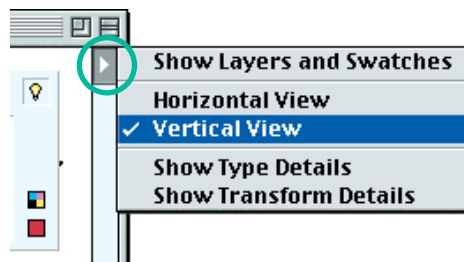 Show Layers and Swatches
Horizontal View
✓ Vertical View
Show Type Details
Show Transform Details